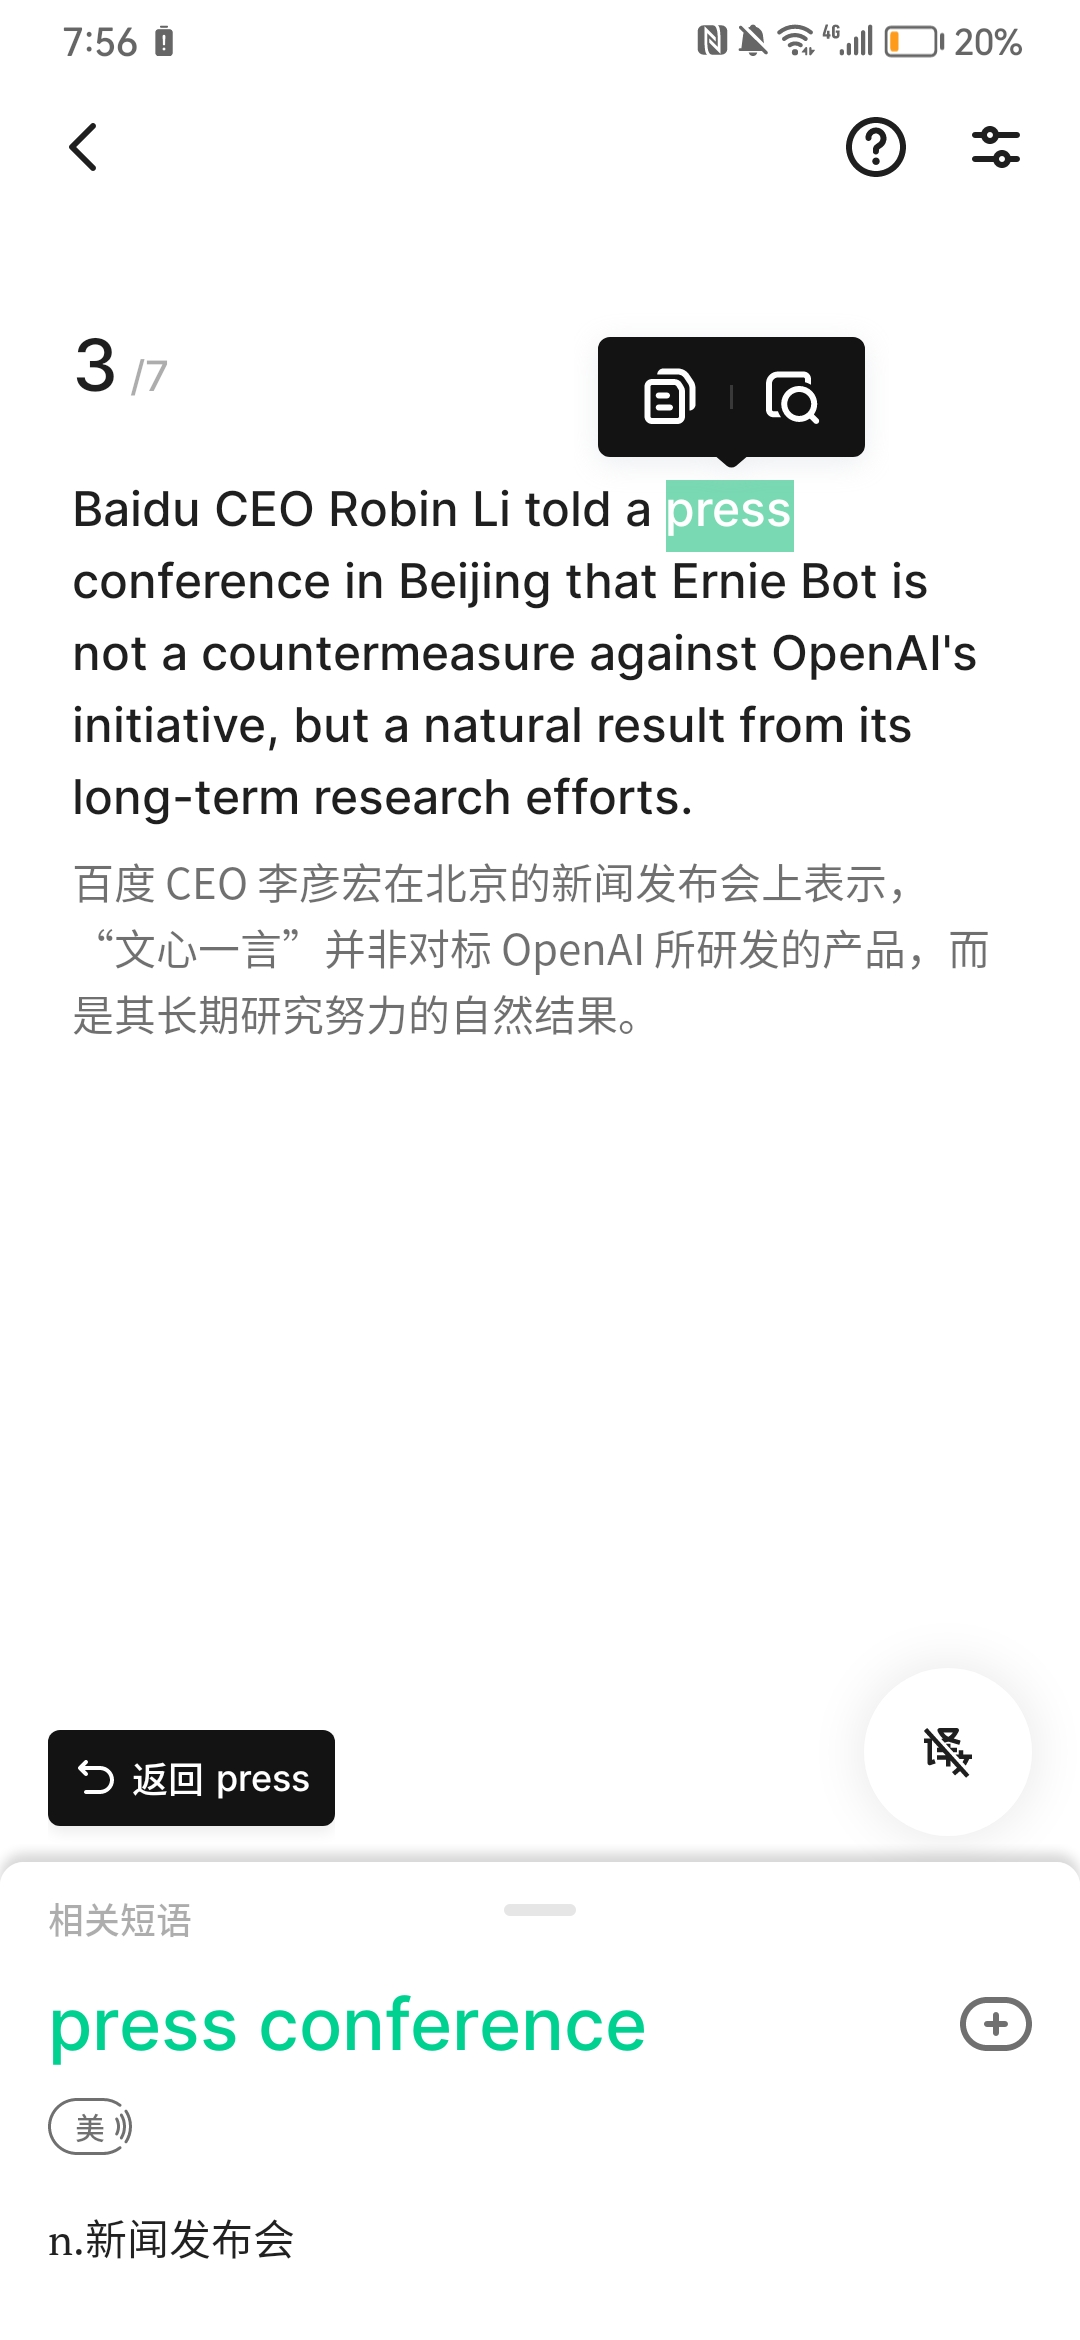 7:56
4G
20%
3 /7
Baidu CEO Robin Li told a press
conference in Beijing that Ernie Bot is
not a countermeasure against OpenAI's
initiative, but a natural result from its
long-term research efforts.
百度 CEO 李彦宏在北京的新闻发布会上表示，
“文心一言”并非对标 OpenAI 所研发的产品，而
是其长期研究努力的自然结果。
译
返回 press
相关短语
press conference
美
n.新闻发布会